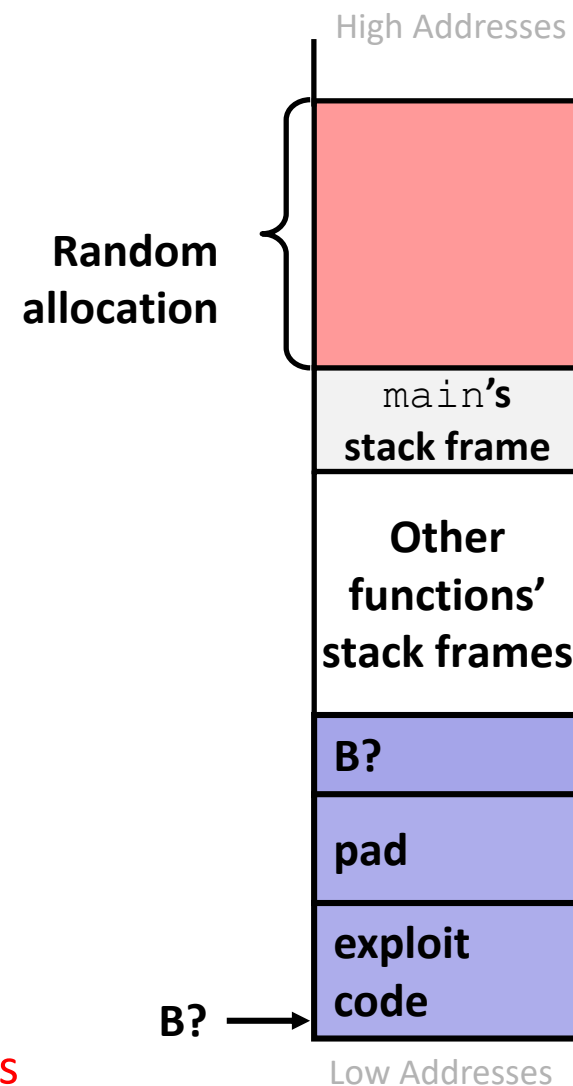 High Addresses
Random
allocation
main's
stack frame
Other
functions’
stack frames
B?
pad
exploit
code
B?
s
Low Addresses